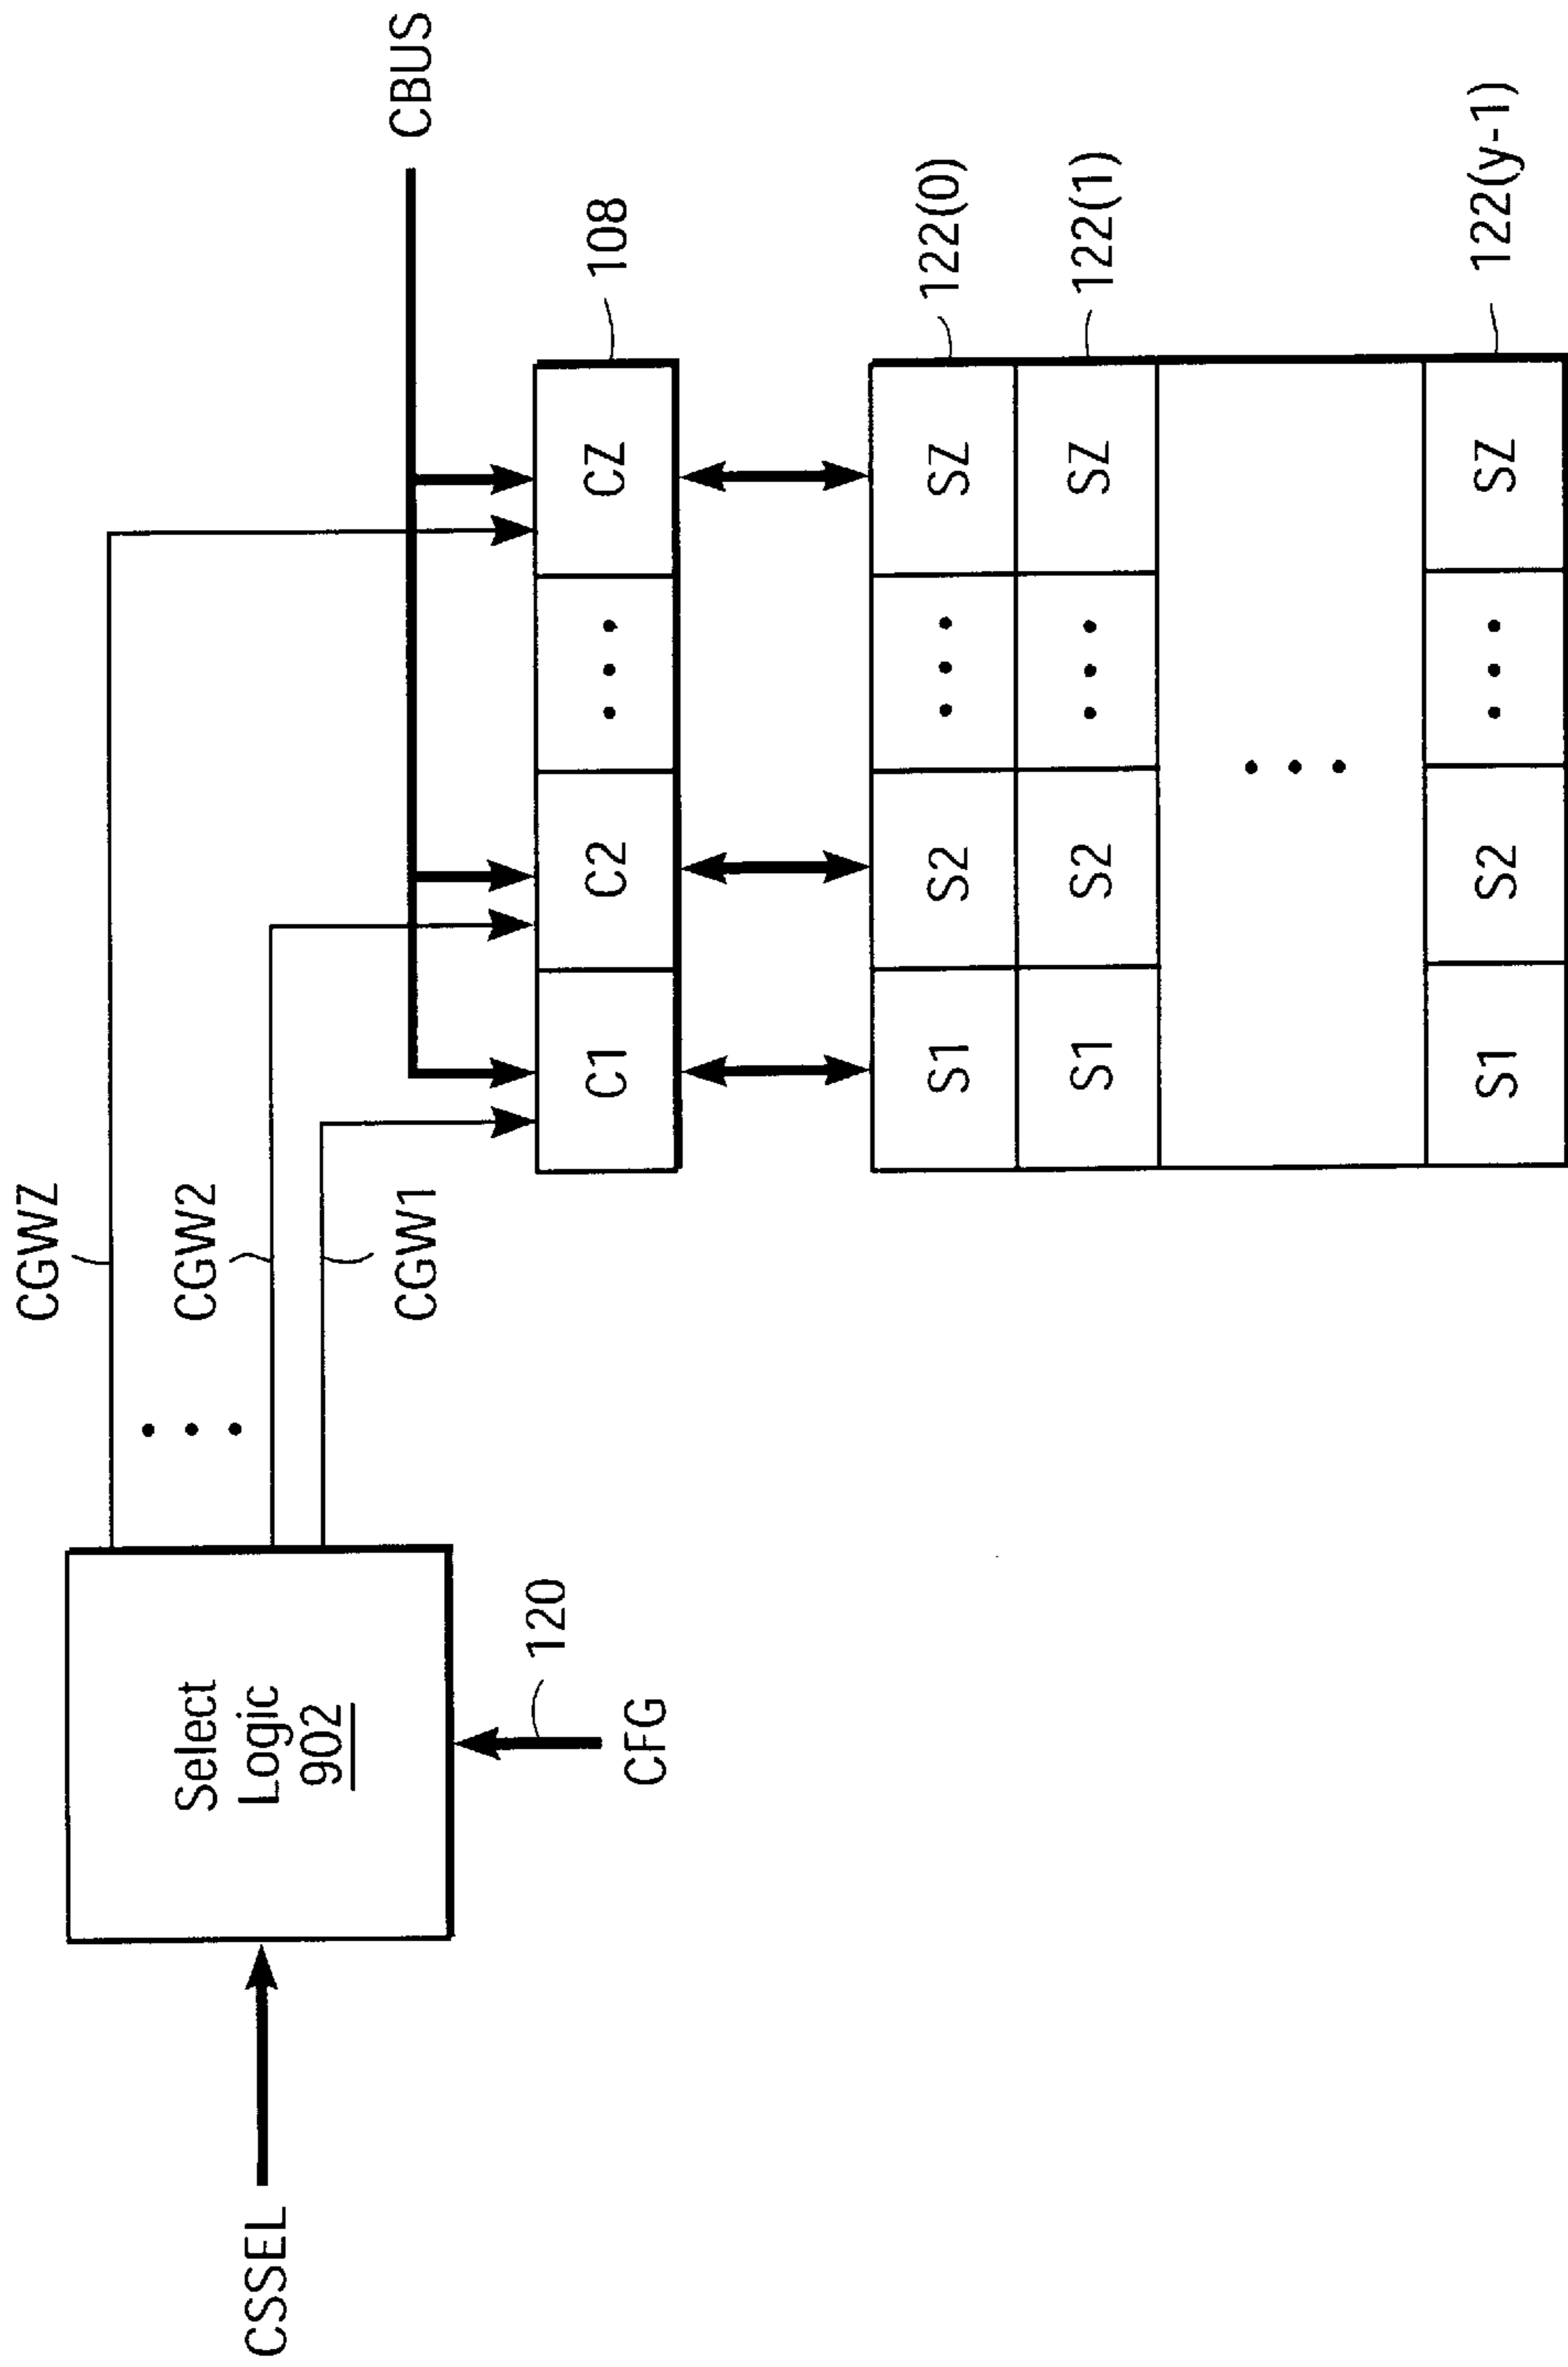 CSSEL
Select
Logic
902
CFG
120
CGWZ
CGW2
CGW1
CBUS
C1 C2 CZ
108
S1 S2 SZ
122(0)
S1 S2 SZ
122(1)
S1 S2 SZ
122(y-1)